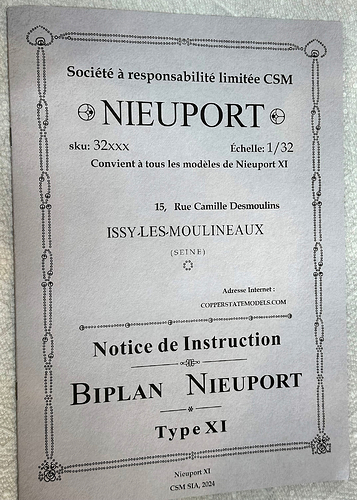 Société à responsabilité limitée CSM
NIEUPORT
sku: 32xxx Échelle: 1/32
Convient à tous les modèles de Nieuport XI
15, Rue Camille Desmoulins
ISSY-LES-MOULINEAUX
(SEINE)
Adresse Internet :
COPPERSTATEMODELS.COM
Notice de Instruction
BIPLAN NIEUPORT
Type XI
Nieuport XI
CSM SIA, 2024